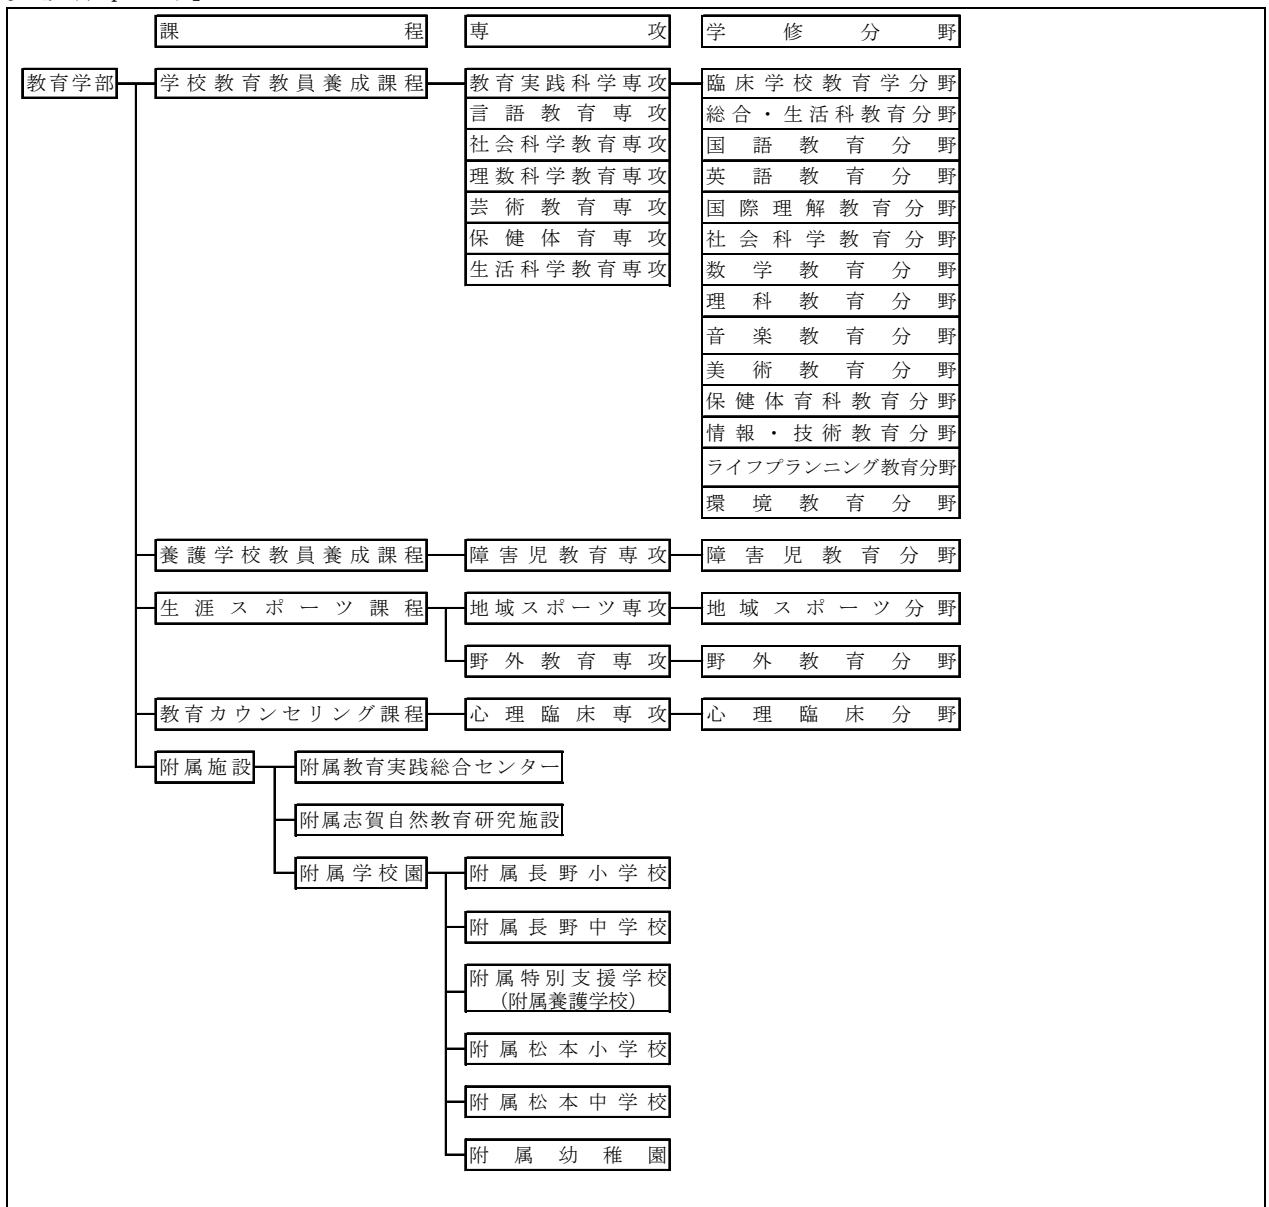 課程 専攻 学修分野
教育学部 学校教育教員養成課程 教育実践科学専攻 臨床学校教育学分野
言語教育専攻 総合・生活科教育分野
社会科学教育専攻 国語教育分野
理数科学教育専攻 英語教育分野
芸術教育専攻 国際理解教育分野
保健体育専攻 社会科学教育分野
生活科学教育専攻 数学教育分野
理科教育分野
音楽教育分野
美術教育分野
保健体育科教育分野
情報・技術教育分野
ライフプランニング教育分野
環境教育分野
養護学校教員養成課程 障害児教育専攻 障害児教育分野
生涯スポーツ課程 地域スポーツ専攻 地域スポーツ分野
野外教育専攻 野外教育分野
教育カウンセリング課程 心理臨床専攻 心理臨床分野
附属施設 附属教育実践総合センター
附属志賀自然教育研究施設
附属学校園 附属長野小学校
附属長野中学校
附属特別支援学校
（附属養護学校）
附属松本小学校
附属松本中学校
附属幼稚園